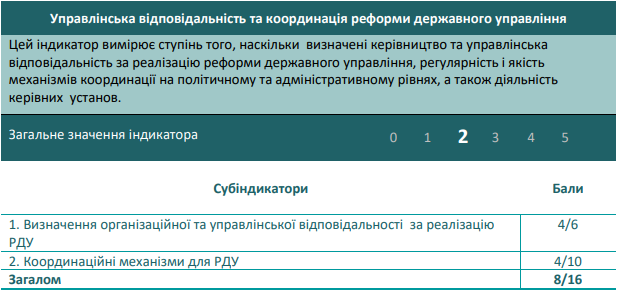 Управлінська відповідальність та координація реформи державного управління
Цей індикатор вимірює ступінь того, наскільки визначені керівництво та управлінська
відповідальність за реалізацію реформи державного управління, регулярність і якість
механізмів координації на політичному та адміністративному рівнях, а також діяльність
керівних установ.
Загальне значення індикатора 0 1 2 3 4 5
Субіндикатори Бали
1. Визначення організаційної та управлінської відповідальності за реалізацію 4/6
РДУ
2. Координаційні механізми для РДУ 4/10
Загалом 8/16